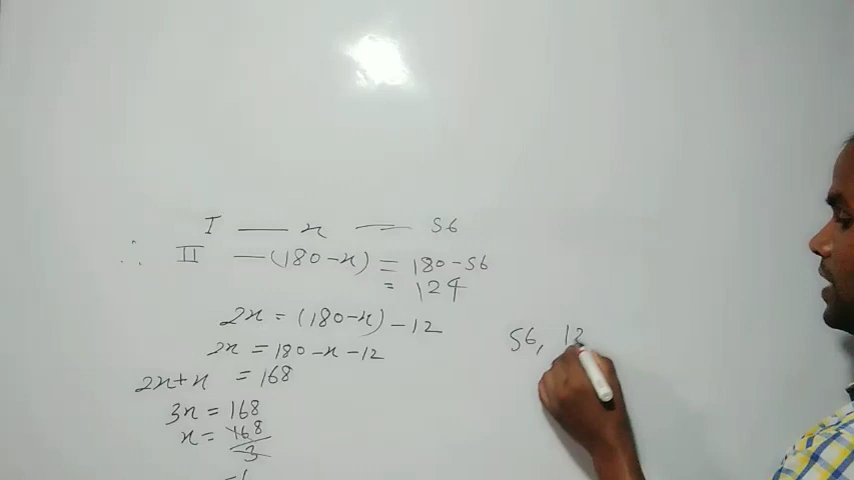 I — x — 56
∴ II — (180-x) = 180-56
= 124
2x = (180-x) -12
2x = 180-x-12
2x+x = 168
3x = 168
x = 168/3
56, 12